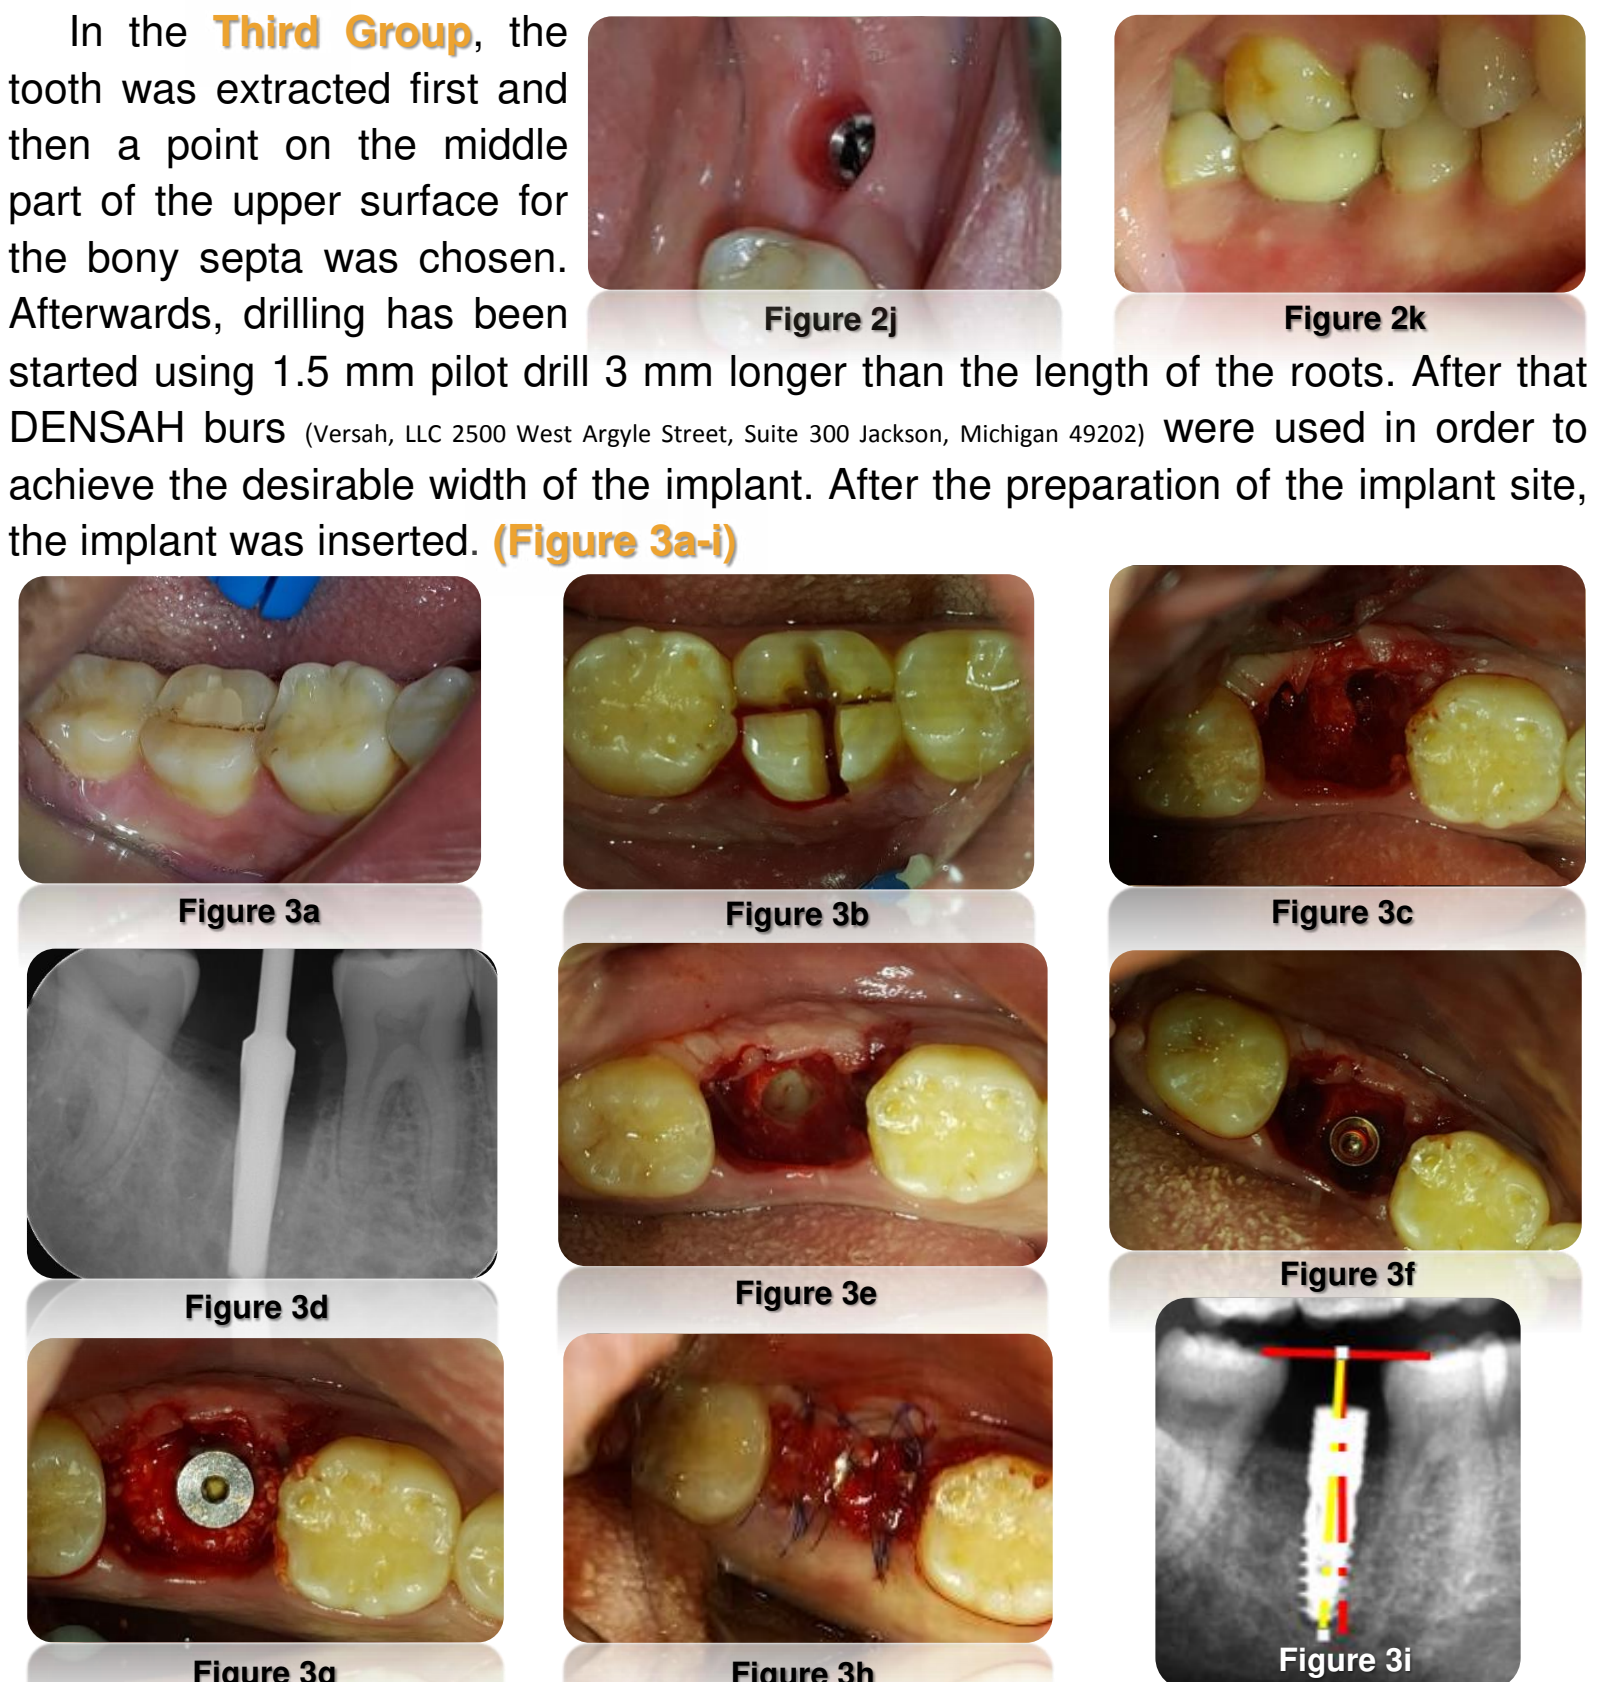 In the Third Group, the
tooth was extracted first and
then a point on the middle
part of the upper surface for
the bony septa was chosen.
Afterwards, drilling has been
Figure 2j
Figure 2k
started using 1.5 mm pilot drill 3 mm longer than the length of the roots. After that
DENSAH burs (Versah, LLC 2500 West Argyle Street, Suite 300 Jackson, Michigan 49202) were used in order to
achieve the desirable width of the implant. After the preparation of the implant site,
the implant was inserted. (Figure 3a-i)
Figure 3a
Figure 3b
Figure 3c
Figure 3d
Figure 3e
Figure 3f
Figure 3g
Figure 3h
Figure 3i